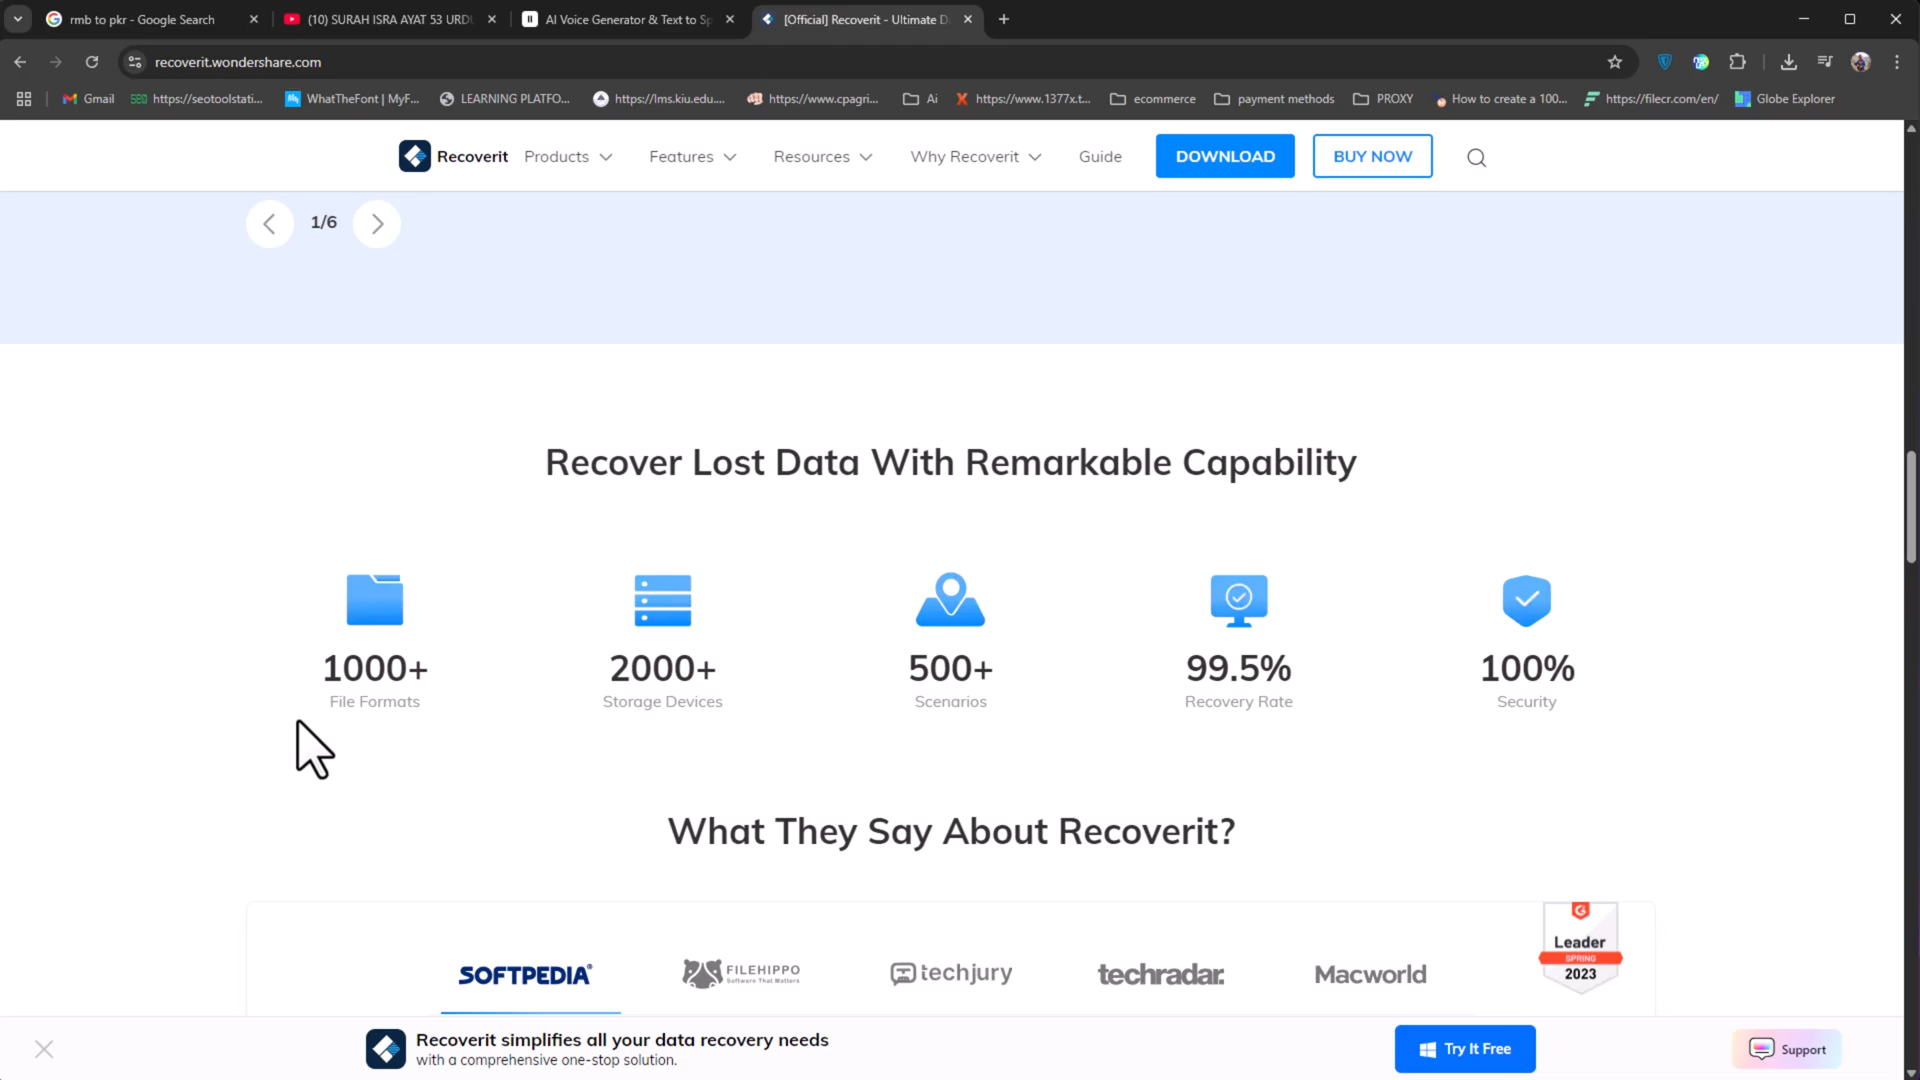 rmb to pkr - Google Search
(10) SURAH ISRA AYAT 53 URDU
AI Voice Generator & Text to Sp
[Official] Recoverit - Ultimate D
recoverit.wondershare.com
Gmail
https://seotoolstati...
WhatTheFont | MyF...
LEARNING PLATFO...
https://lms.kiu.edu....
https://www.cpagri...
Ai
https://www.1377x.t...
ecommerce
payment methods
PROXY
How to create a 100...
https://filecr.com/en/
Globe Explorer
Recoverit
Products
Features
Resources
Why Recoverit
Guide
DOWNLOAD
BUY NOW
1/6
Recover Lost Data With Remarkable Capability
1000+
File Formats
2000+
Storage Devices
500+
Scenarios
99.5%
Recovery Rate
100%
Security
What They Say About Recoverit?
SOFTPEDIA®
FILEHIPPO
Software That Matters
techjury
techradar.
Macworld
Leader
SPRING
2023
Recoverit simplifies all your data recovery needs
with a comprehensive one-stop solution.
Try It Free
Support